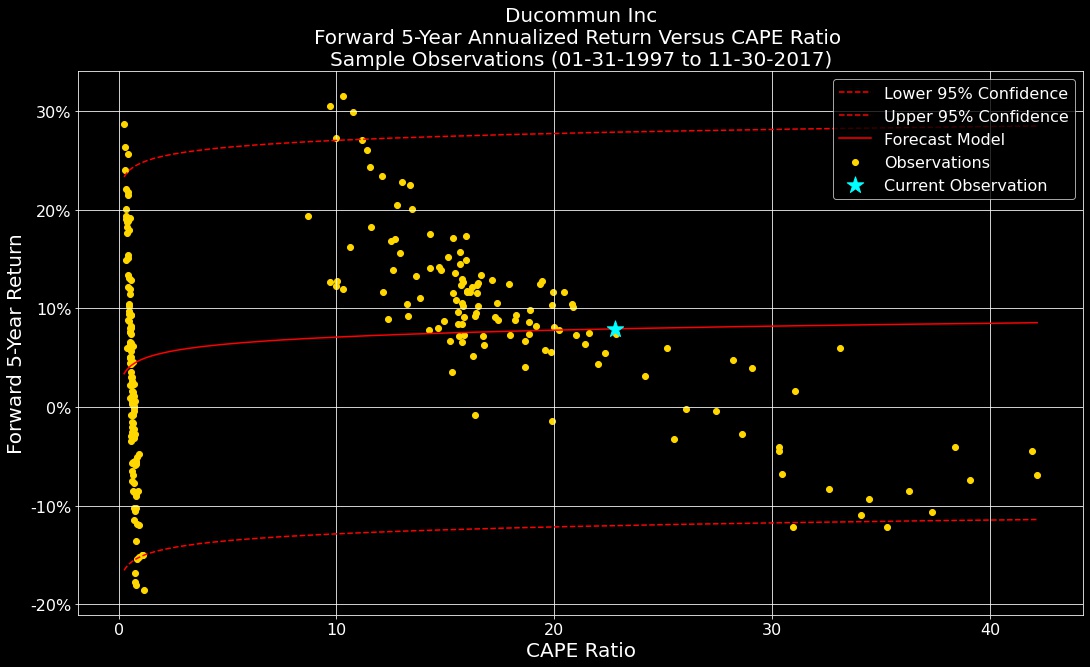 Ducommun Inc
Forward 5-Year Annualized Return Versus CAPE Ratio
Sample Observations (01-31-1997 to 11-30-2017)
Lower 95% Confidence
Upper 95% Confidence
Forecast Model
Observations
Current Observation
Forward 5-Year Return
30%
20%
10%
0%
-10%
-20%
0
10
20
30
40
CAPE Ratio